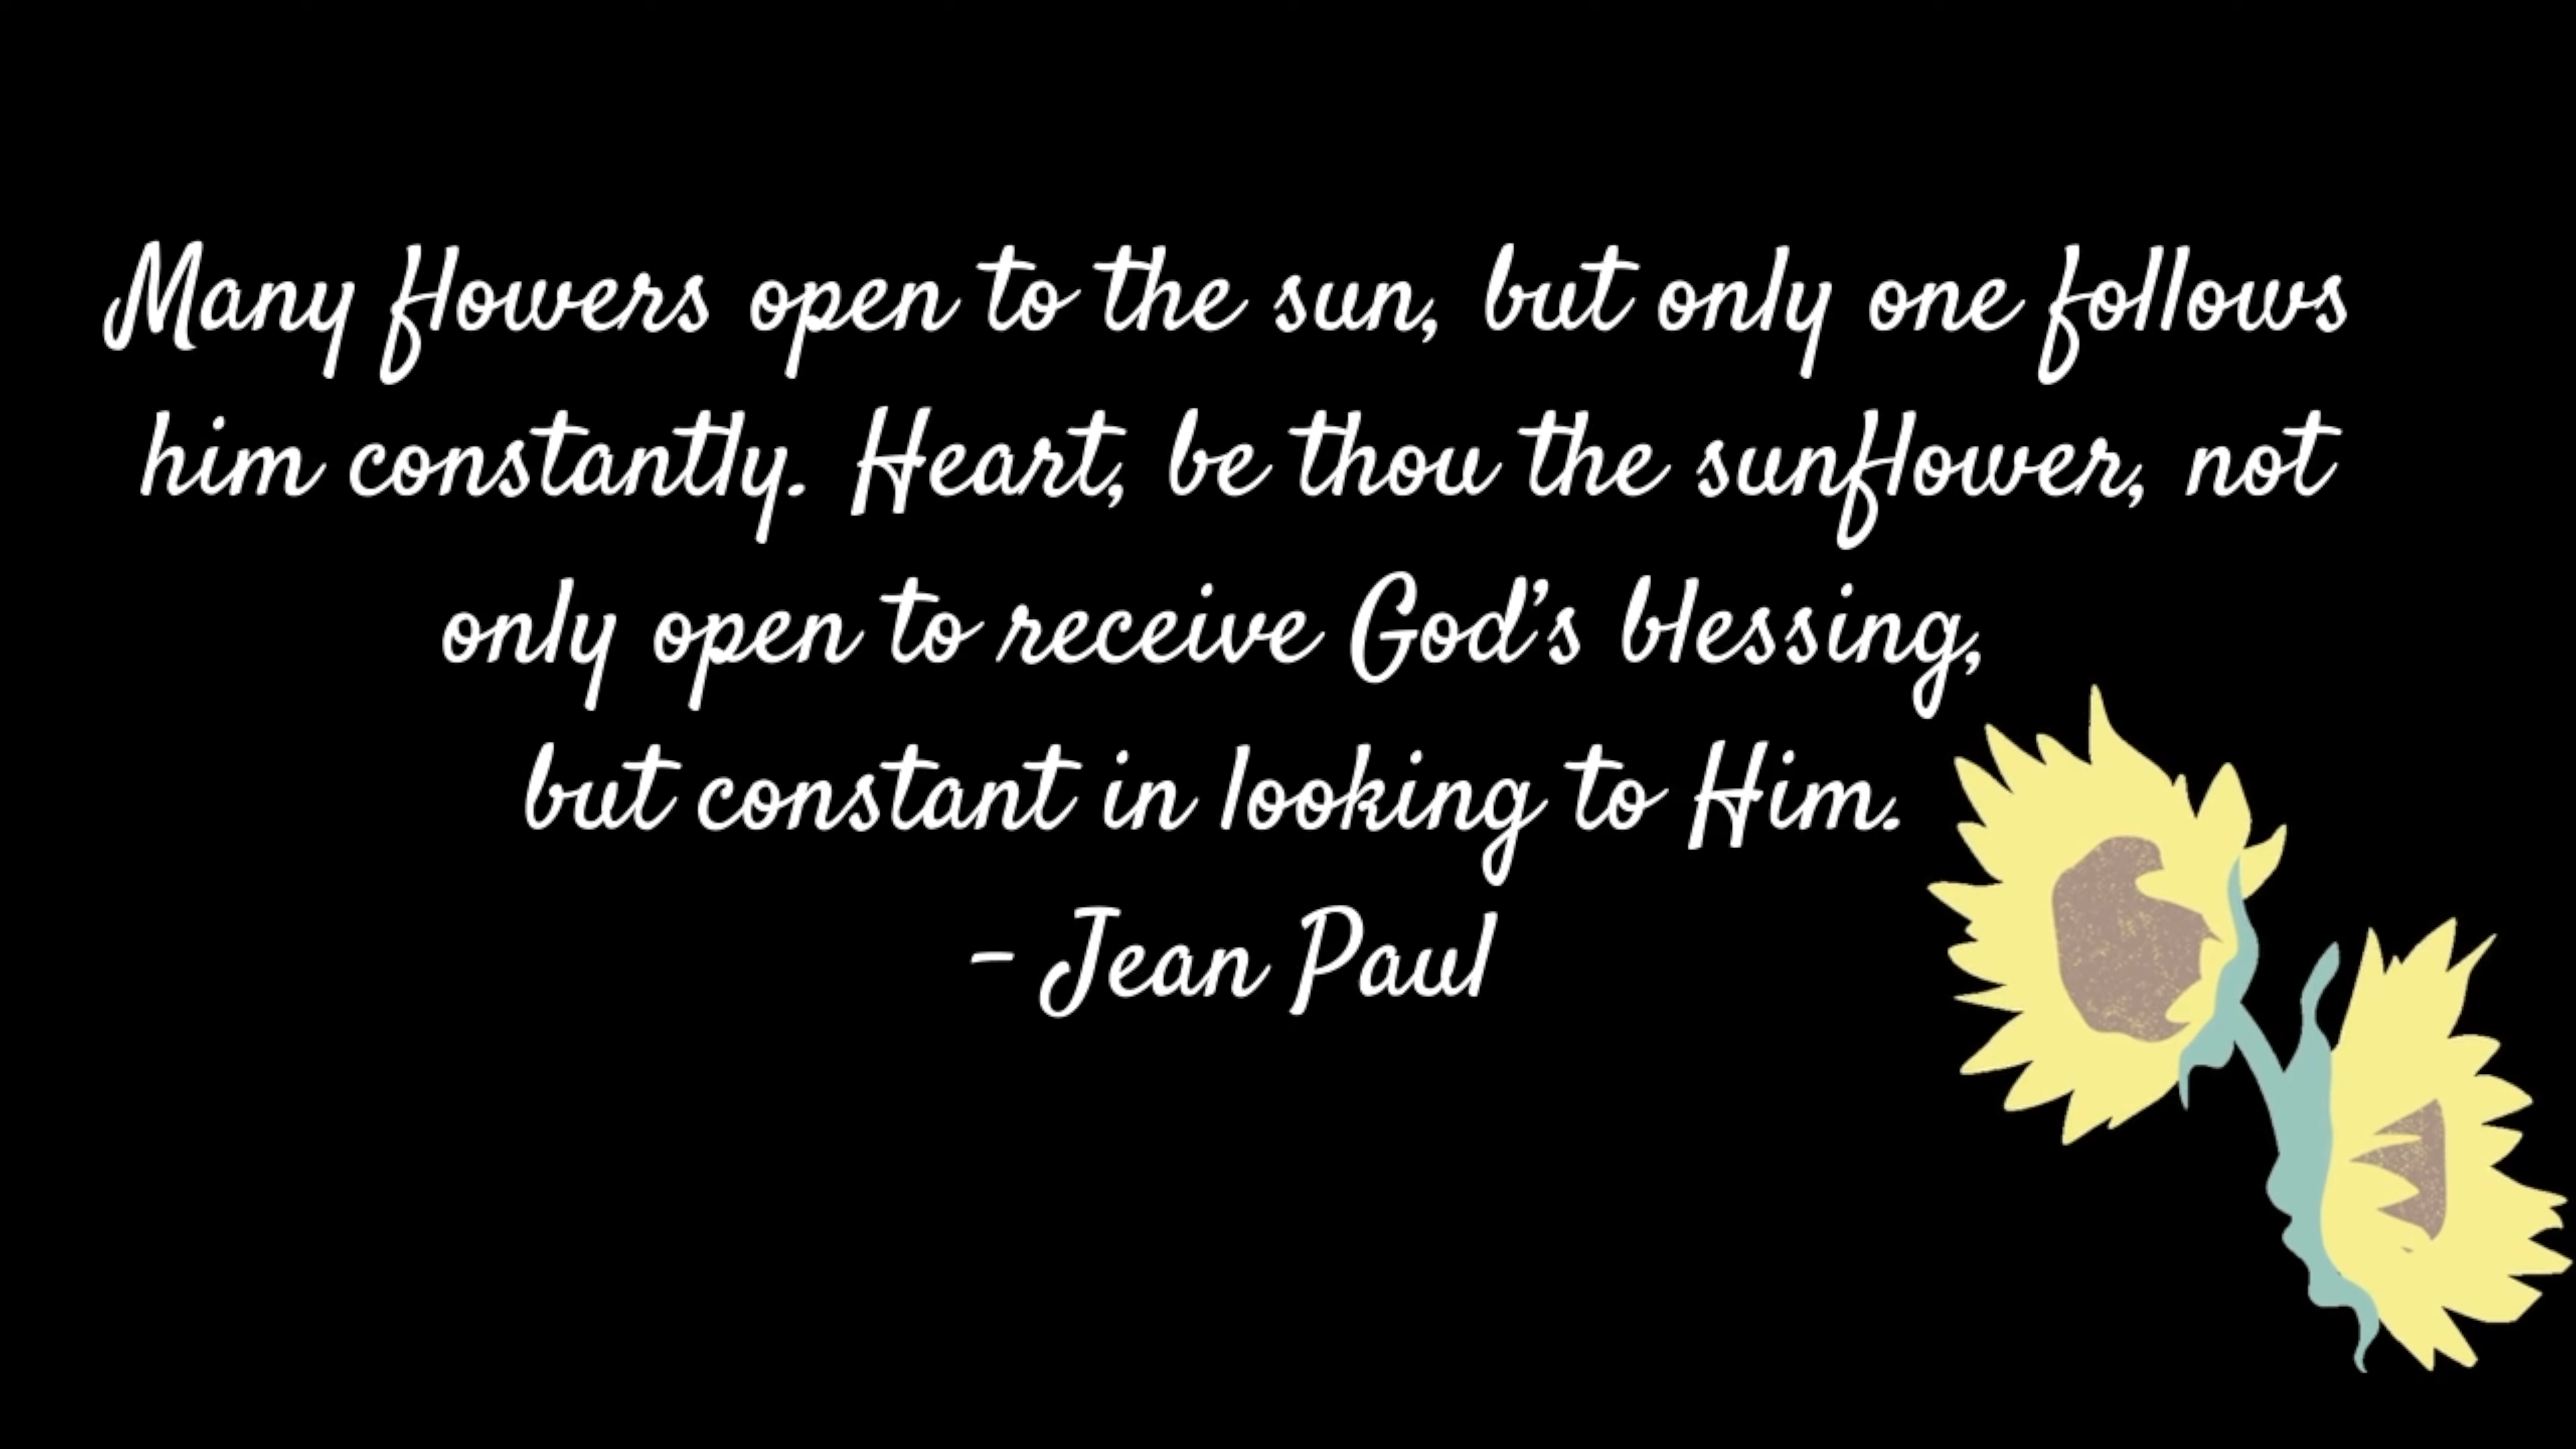 Many flowers open to the sun, but only one follows
him constantly. Heart, be thou the sunflower, not
only open to receive God’s blessing,
but constant in looking to Him.
- Jean Paul